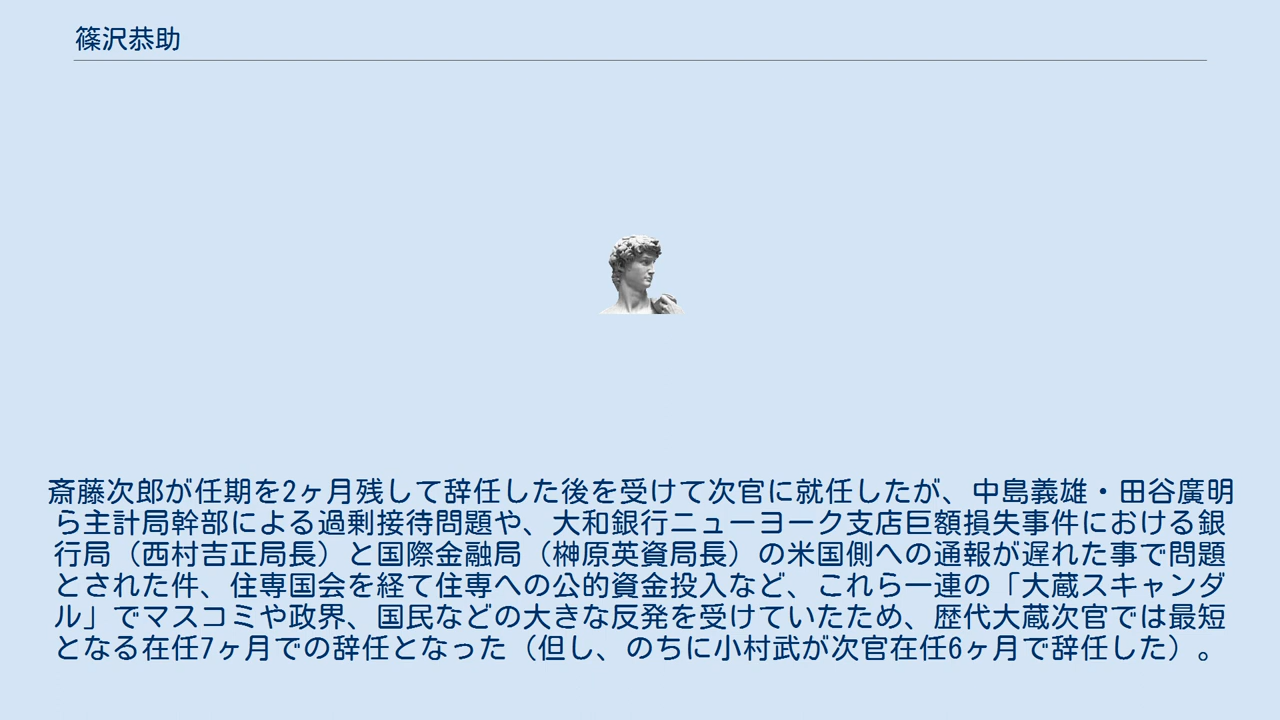 篠沢恭助
斎藤次郎が任期を2ヶ月残して辞任した後を受けて次官に就任したが、中島義雄・田谷廣明
ら主計局幹部による過剰接待問題や、大和銀行ニューヨーク支店巨額損失事件における銀
行局（西村吉正局長）と国際金融局（榊原英資局長）の米国側への通報が遅れた事で問題
とされた件、住専国会を経て住専への公的資金投入など、これら一連の「大蔵スキャンダ
ル」でマスコミや政界、国民などの大きな反発を受けていたため、歴代大蔵次官では最短
となる在任7ヶ月での辞任となった（但し、のちに小村武が次官在任6ヶ月で辞任した）。